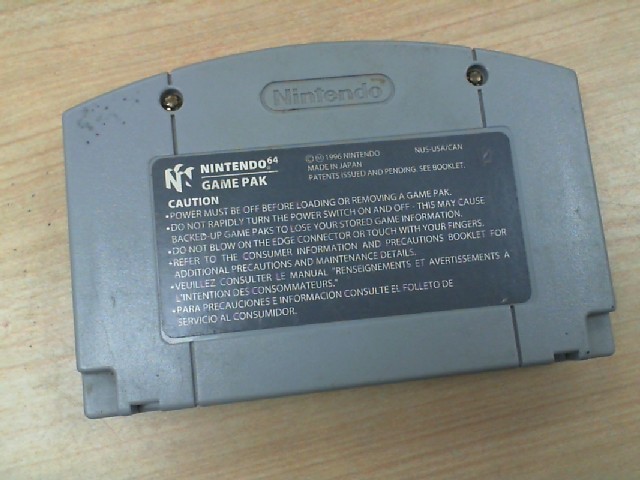 Nintendo
NINTENDO 64
GAME PAK
©® 1996 NINTENDO
MADE IN JAPAN
NUS-USA/CAN
PATENTS ISSUED AND PENDING. SEE BOOKLET.
CAUTION
•POWER MUST BE OFF BEFORE LOADING OR REMOVING A GAME PAK.
•DO NOT RAPIDLY TURN THE POWER SWITCH ON AND OFF - THIS MAY CAUSE
BACKED-UP GAME PAKS TO LOSE YOUR STORED GAME INFORMATION.
•DO NOT BLOW ON THE EDGE CONNECTOR OR TOUCH WITH YOUR FINGERS.
•REFER TO THE CONSUMER INFORMATION AND PRECAUTIONS BOOKLET FOR
ADDITIONAL PRECAUTIONS AND MAINTENANCE DETAILS.
•VEUILLEZ CONSULTER LE MANUAL "RENSEIGNEMENTS ET AVERTISSEMENTS À
L'INTENTION DES CONSOMMATEURS."
•PARA PRECAUCIONES E INFORMACION CONSULTE EL FOLLETO DE
SERVICIO AL CONSUMIDOR.